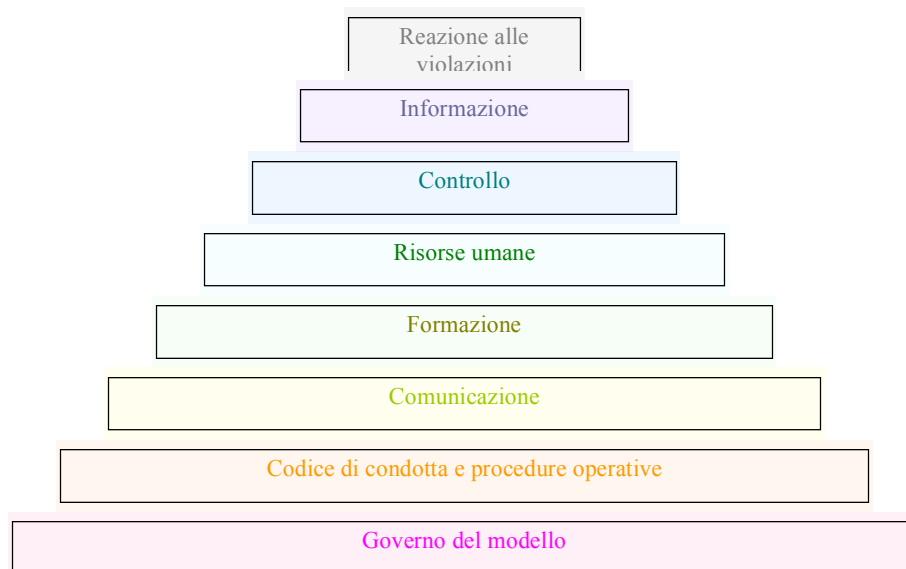 Reazione alle
violazioni
Informazione
Controllo
Risorse umane
Formazione
Comunicazione
Codice di condotta e procedure operative
Governo del modello